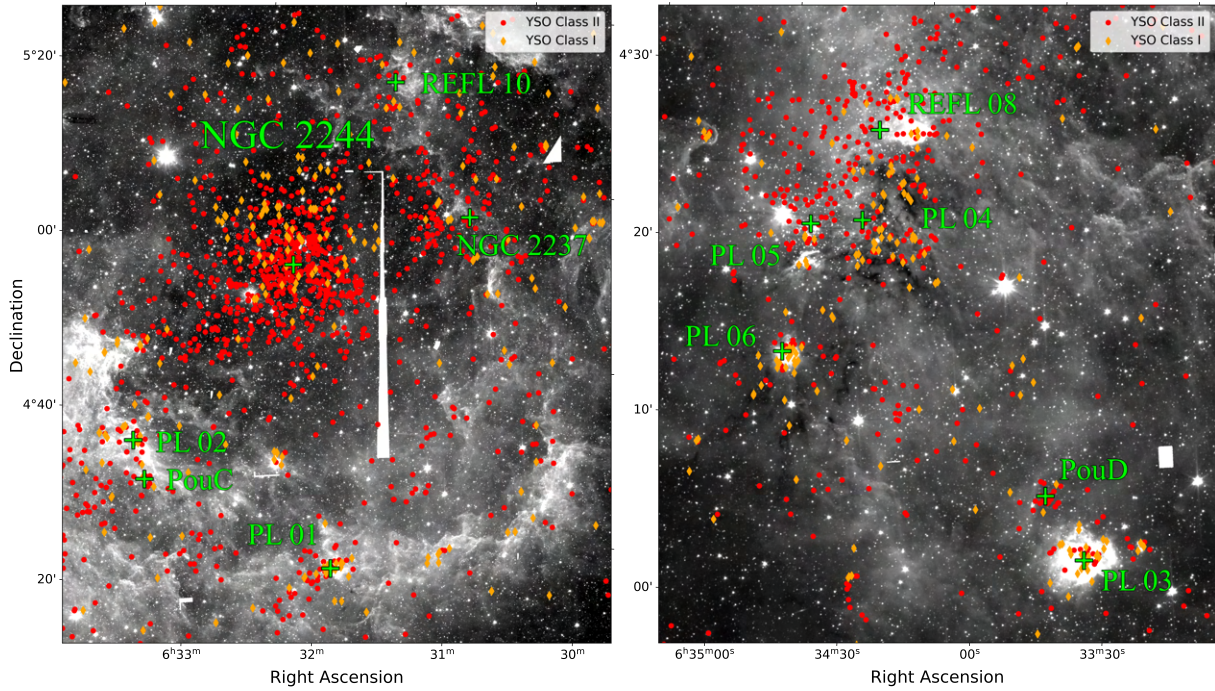 YSO Class II
YSO Class I
5°20'
00'
4°40'
20'
Declination
REFL 10
NGC 2244
NGC 2237
PL 02
PouC
PL 01
6ʰ33ᵐ
32ᵐ
31ᵐ
30ᵐ
Right Ascension
YSO Class II
YSO Class I
4°30'
20'
10'
00'
REFL 08
PL 04
PL 05
PL 06
PouD
PL 03
6ʰ35ᵐ00ˢ
34ᵐ30ˢ
00ˢ
33ᵐ30ˢ
Right Ascension